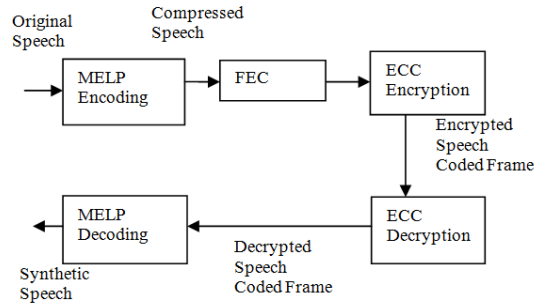 Original
Speech
Compressed
Speech
MELP
Encoding
FEC
ECC
Encryption
Encrypted
Speech
Coded Frame
MELP
Decoding
ECC
Decryption
Decrypted
Speech
Coded Frame
Synthetic
Speech